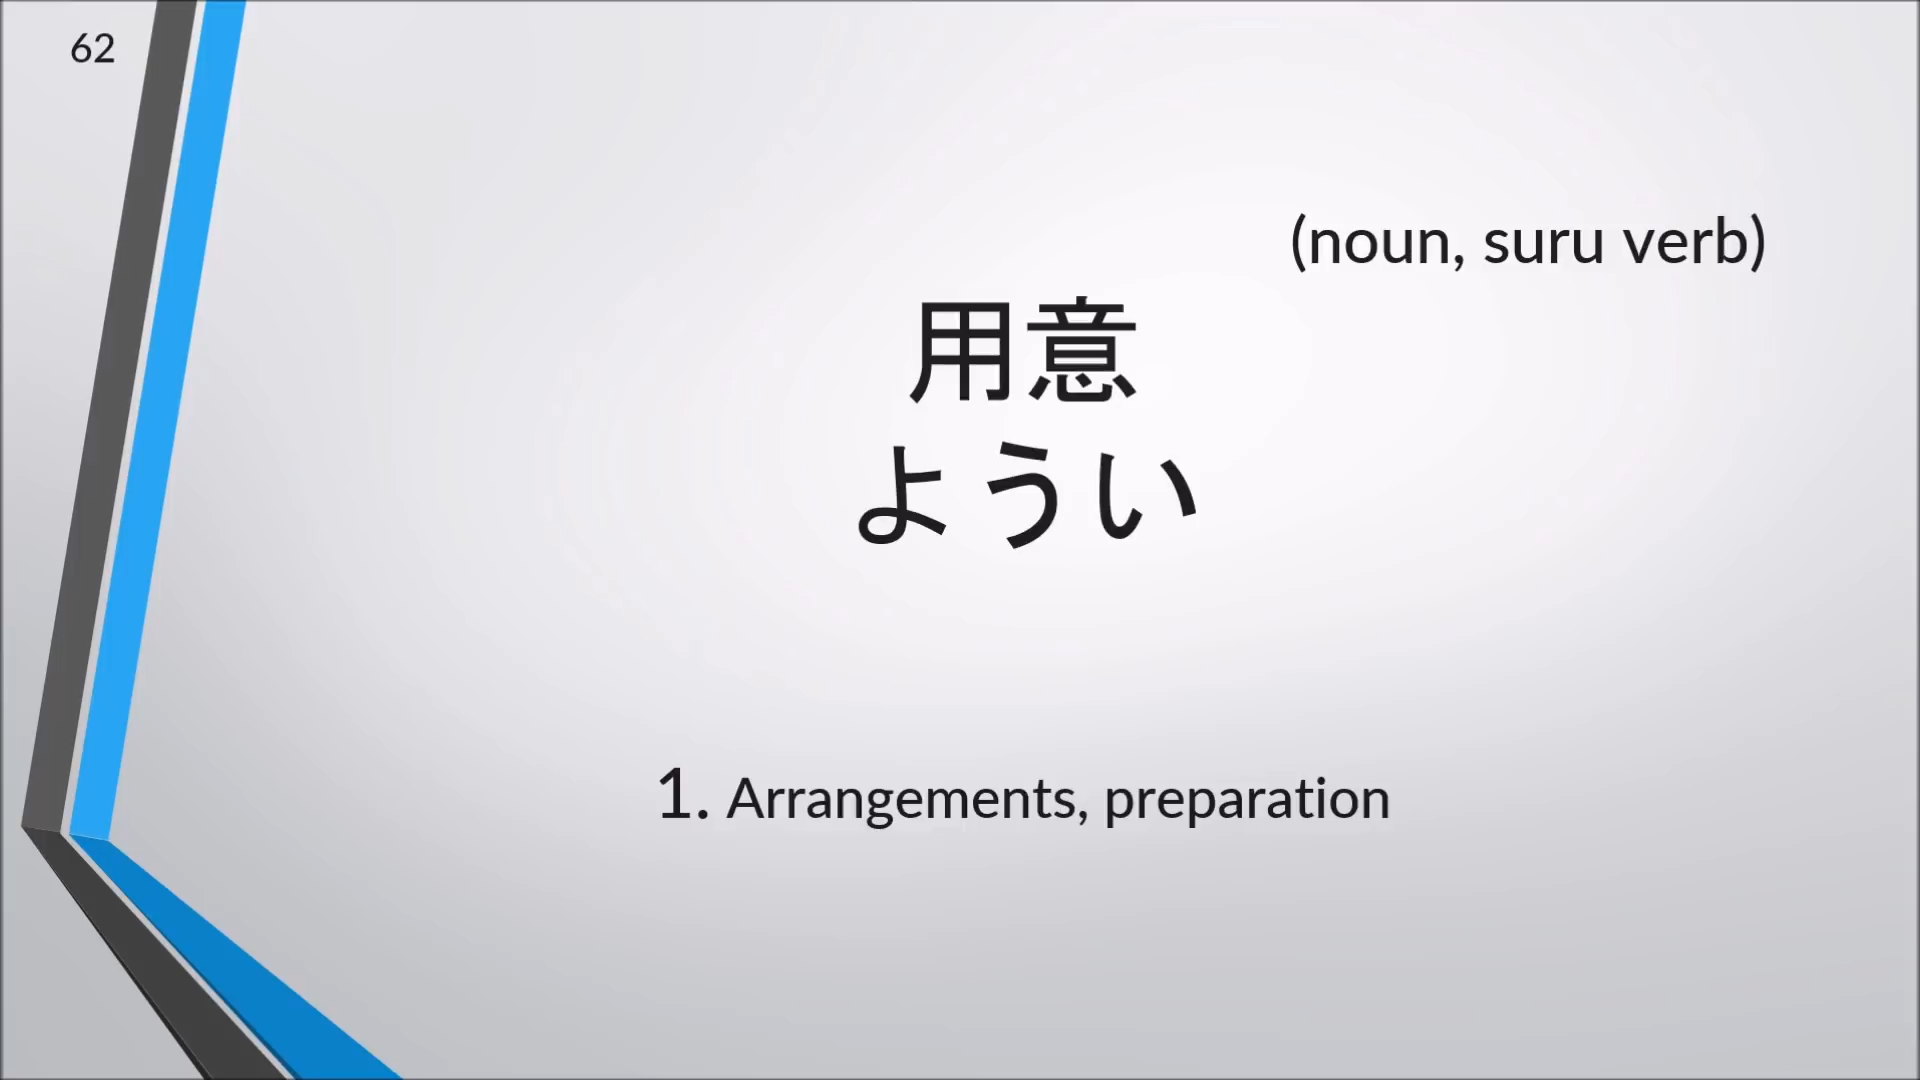 62
(noun, suru verb)
用意
ようい
1. Arrangements, preparation